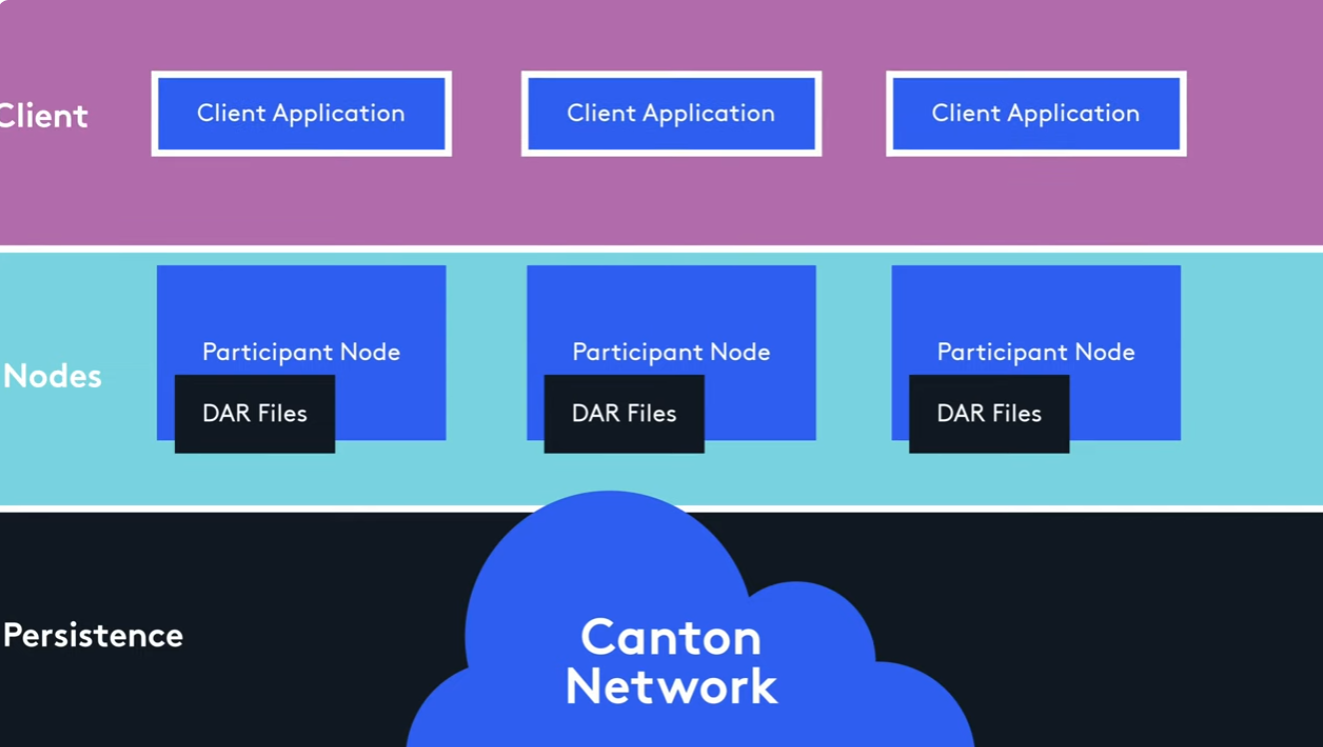 Client
Client Application
Client Application
Client Application
Nodes
Participant Node
DAR Files
Participant Node
DAR Files
Participant Node
DAR Files
Persistence
Canton
Network